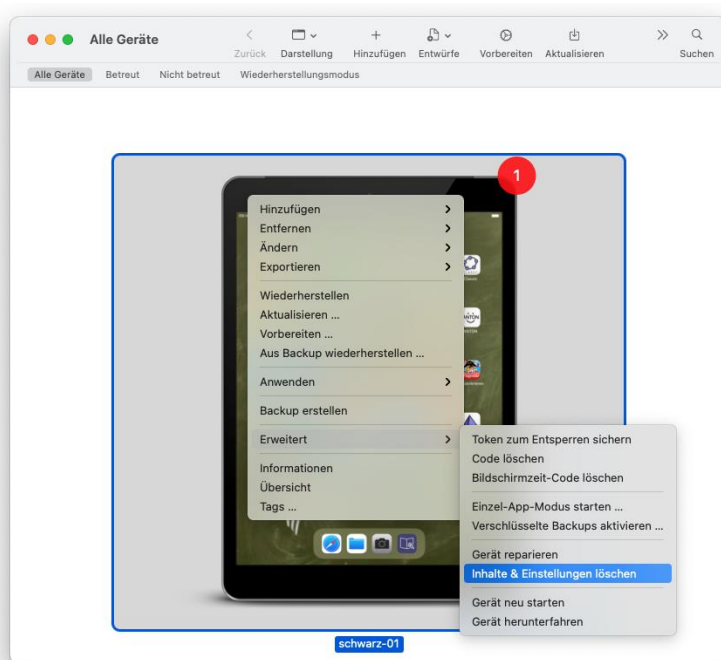 Alle Geräte
Zurück Darstellung Hinzufügen Entwürfe Vorbereiten Aktualisieren Suchen
Alle Geräte Betreut Nicht betreut Wiederherstellungsmodus
1
Hinzufügen
Entfernen
Ändern
Exportieren
Wiederherstellen
Aktualisieren ...
Vorbereiten ...
Aus Backup wiederherstellen ...
Anwenden
Backup erstellen
Erweitert
Informationen
Übersicht
Tags ...
Token zum Entsperren sichern
Code löschen
Bildschirmzeit-Code löschen
Einzel-App-Modus starten ...
Verschlüsselte Backups aktivieren ...
Gerät reparieren
Inhalte & Einstellungen löschen
Gerät neu starten
Gerät herunterfahren
schwarz-01